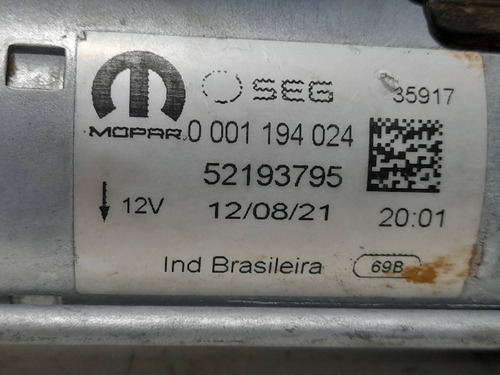 SEG 35917
MOPAR 0 001 194 024
52193795
12V 12/08/21 20:01
Ind Brasileira 69B